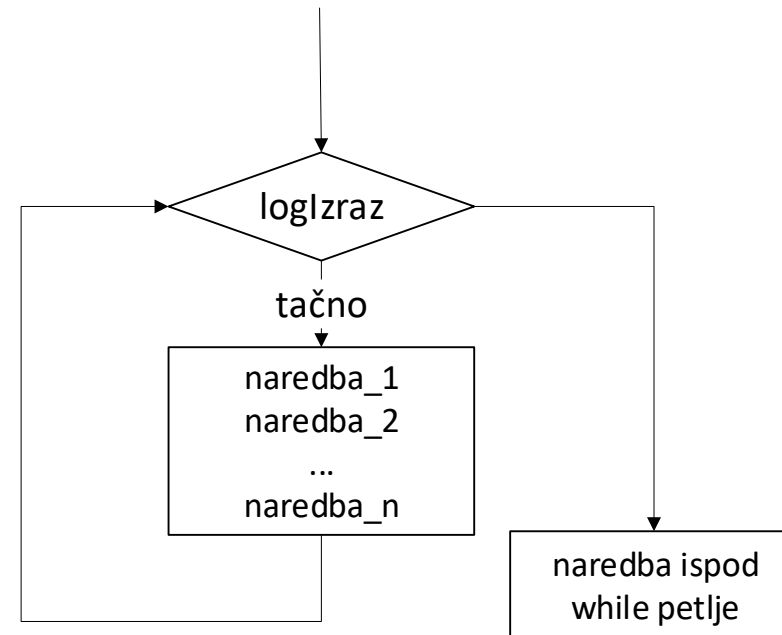 logIzraz
tačno
naredba_1
naredba_2
...
naredba_n
naredba ispod
while petlje